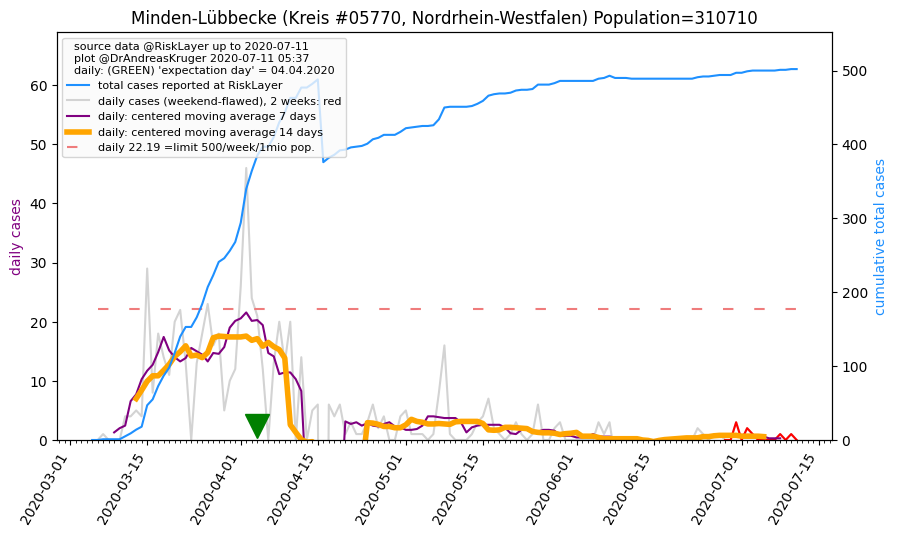 Minden-Lübbecke (Kreis #05770, Nordrhein-Westfalen) Population=310710
source data @RiskLayer up to 2020-07-11
plot @DrAndreasKruger 2020-07-11 05:37
daily: (GREEN) 'expectation day' = 04.04.2020
total cases reported at RiskLayer
daily cases (weekend-flawed), 2 weeks: red
daily: centered moving average 7 days
daily: centered moving average 14 days
daily 22.19 =limit 500/week/1mio pop.
daily cases
0
10
20
30
40
50
60
cumulative total cases
0
100
200
300
400
500
2020-03-01
2020-03-15
2020-04-01
2020-04-15
2020-05-01
2020-05-15
2020-06-01
2020-06-15
2020-07-01
2020-07-15